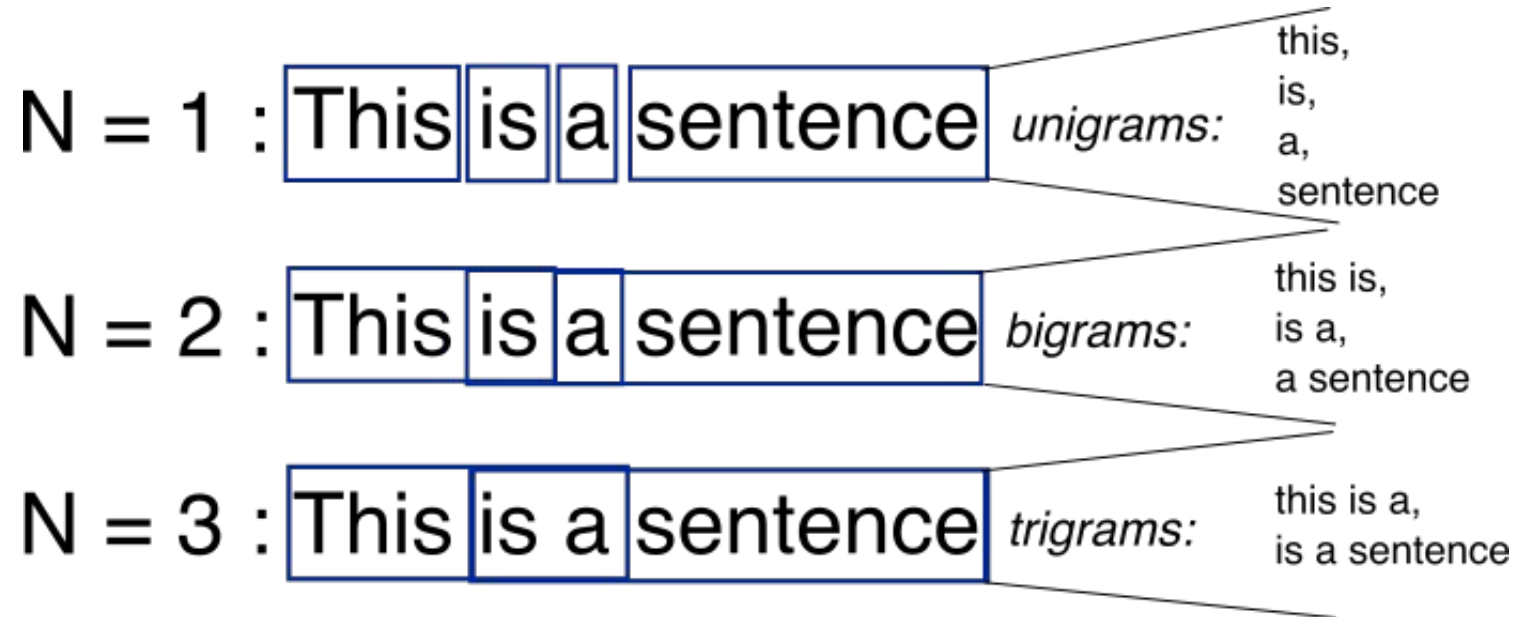 N = 1 : This is a sentence unigrams:
this,
is,
a,
sentence
N = 2 : This is a sentence bigrams:
this is,
is a,
a sentence
N = 3 : This is a sentence trigrams:
this is a,
is a sentence